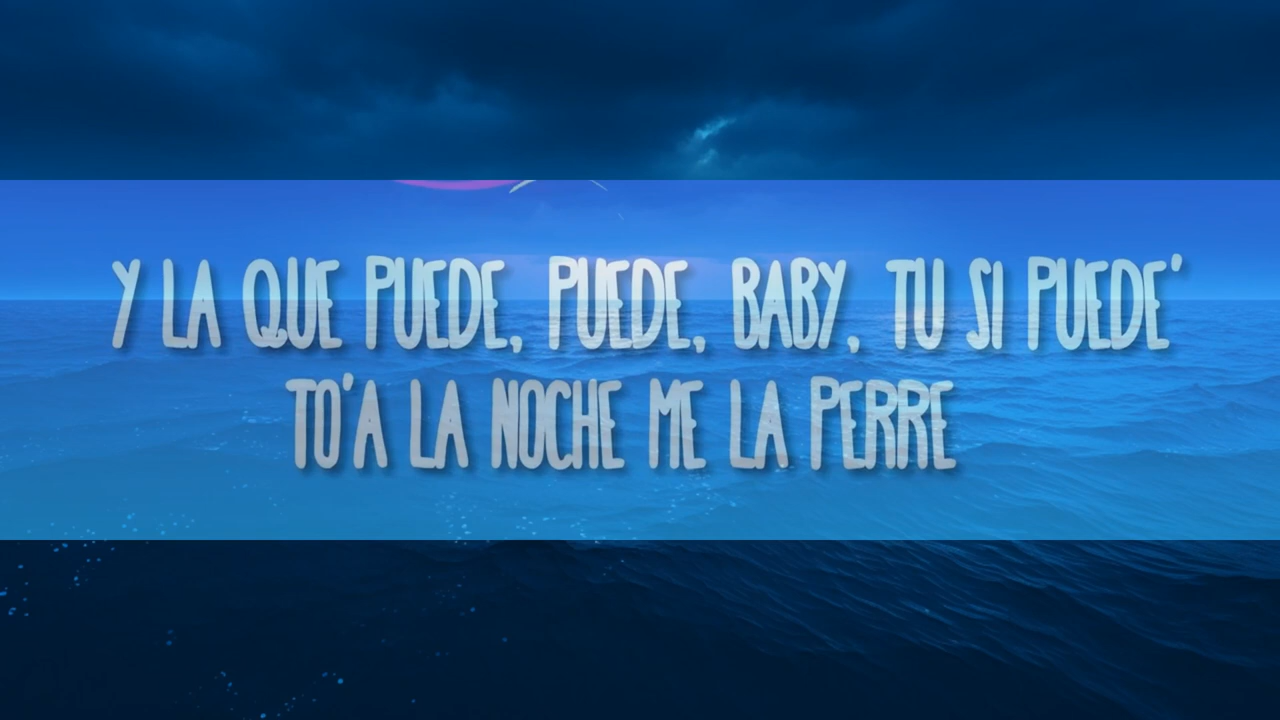 Y LA QUE PUEDE, PUEDE, BABY, TU SI PUEDE'
TO'A LA NOCHE ME LA PERRE